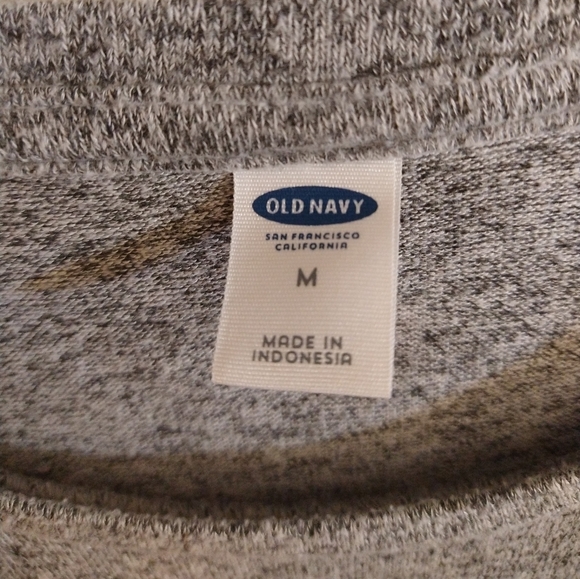 OLD NAVY
SAN FRANCISCO
CALIFORNIA
M
MADE IN
INDONESIA